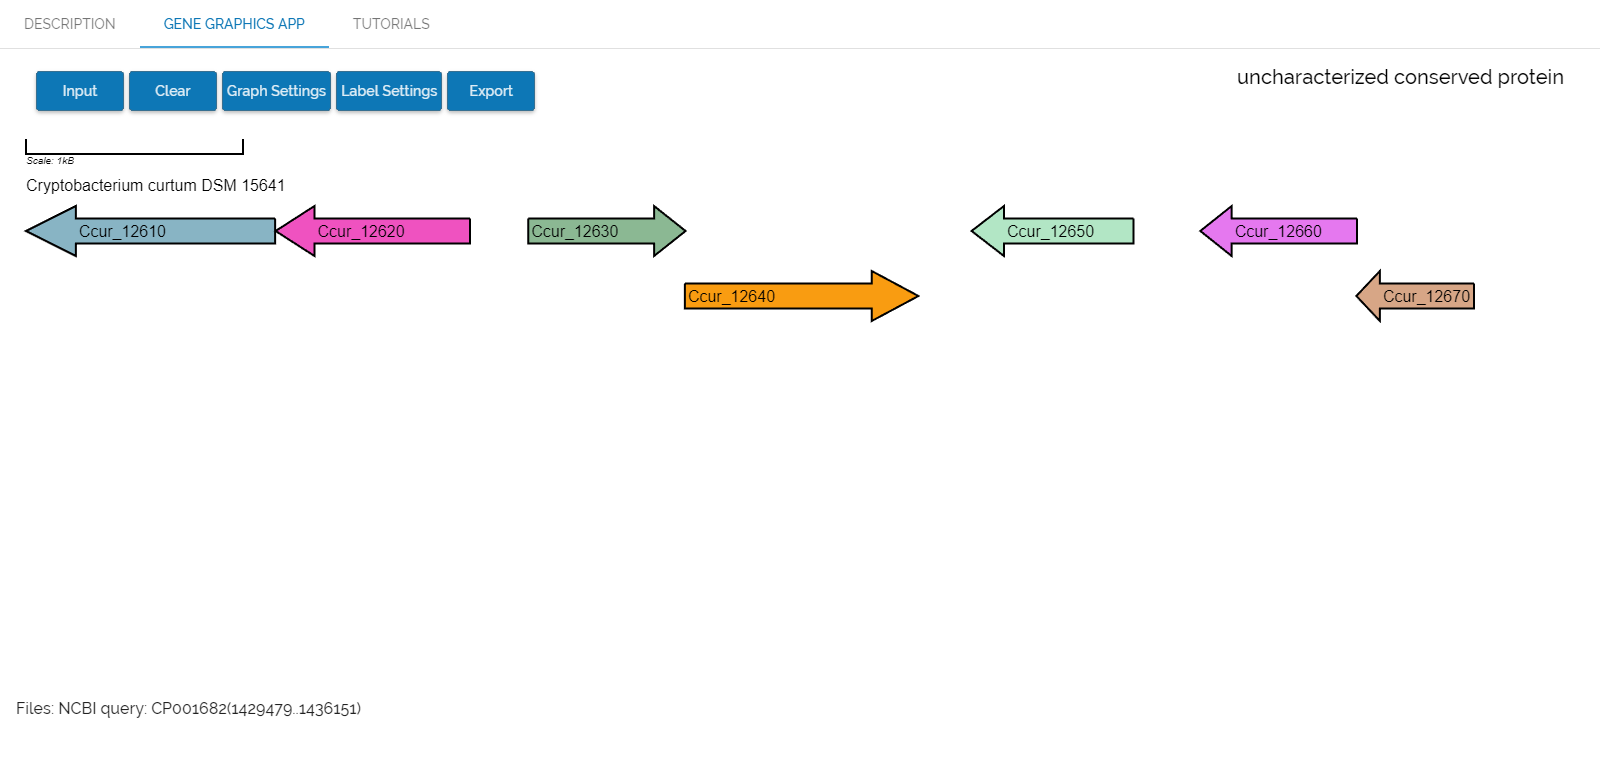 DESCRIPTION GENE GRAPHICS APP TUTORIALS
Input Clear Graph Settings Label Settings Export
uncharacterized conserved protein
Scale: 1kB
Cryptobacterium curtum DSM 15641
Ccur_12610 Ccur_12620 Ccur_12630 Ccur_12650 Ccur_12660
Ccur_12640 Ccur_12670
Files: NCBI query: CP001682(1429479..1436151)